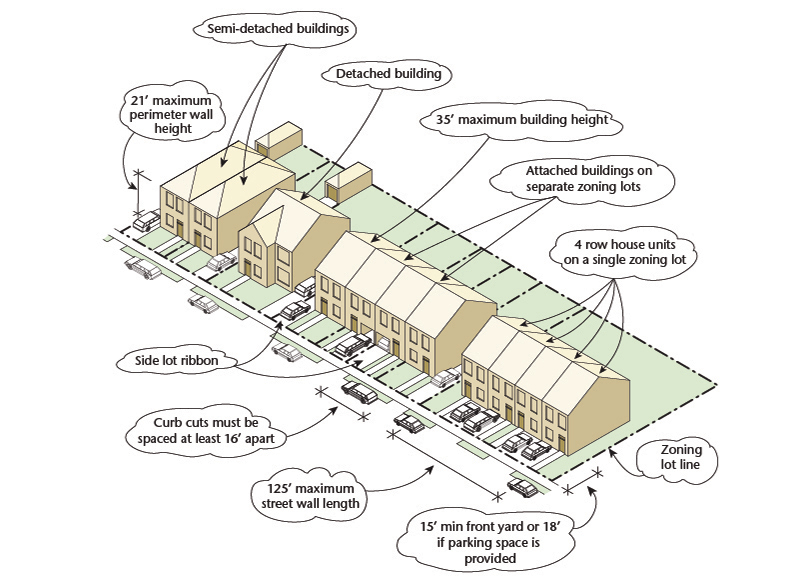 Semi-detached buildings
Detached building
21’ maximum
perimeter wall
height
35’ maximum building height
Attached buildings on
separate zoning lots
4 row house units
on a single zoning lot
Side lot ribbon
Curb cuts must be
spaced at least 16’ apart
Zoning
lot line
125’ maximum
street wall length
15’ min front yard or 18’
if parking space is
provided